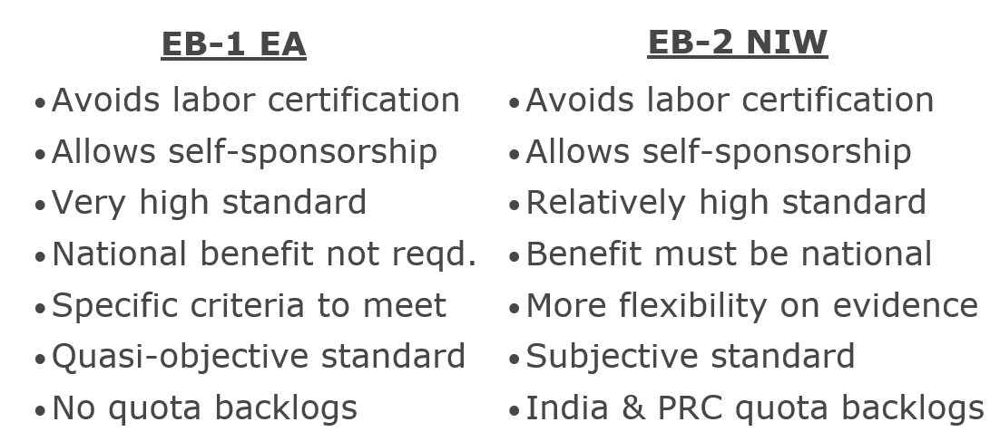 EB-1 EA
• Avoids labor certification
• Allows self-sponsorship
• Very high standard
• National benefit not reqd.
• Specific criteria to meet
• Quasi-objective standard
• No quota backlogs
EB-2 NIW
• Avoids labor certification
• Allows self-sponsorship
• Relatively high standard
• Benefit must be national
• More flexibility on evidence
• Subjective standard
• India & PRC quota backlogs